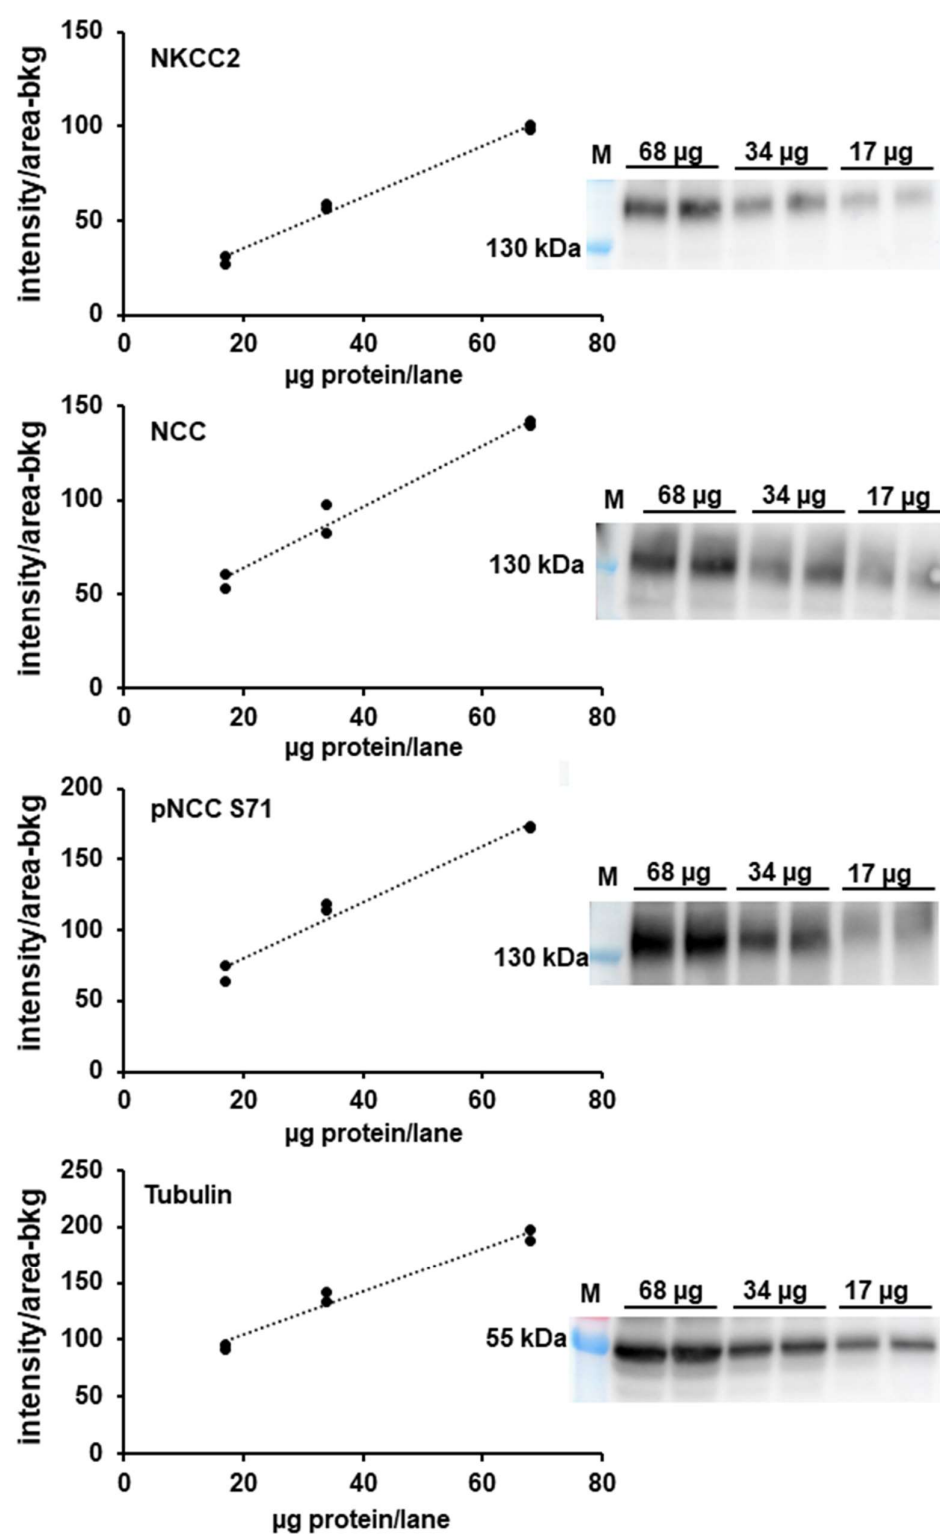 150
NKCC2
100
50
0
0 20 40 60 80
intensity/area-bkg
µg protein/lane
M 68 µg 34 µg 17 µg
130 kDa
150
NCC
100
50
0
0 20 40 60 80
intensity/area-bkg
µg protein/lane
M 68 µg 34 µg 17 µg
130 kDa
200
pNCC S71
150
100
50
0
0 20 40 60 80
intensity/area-bkg
µg protein/lane
M 68 µg 34 µg 17 µg
130 kDa
250
Tubulin
200
150
100
50
0
0 20 40 60 80
intensity/area-bkg
µg protein/lane
M 68 µg 34 µg 17 µg
55 kDa